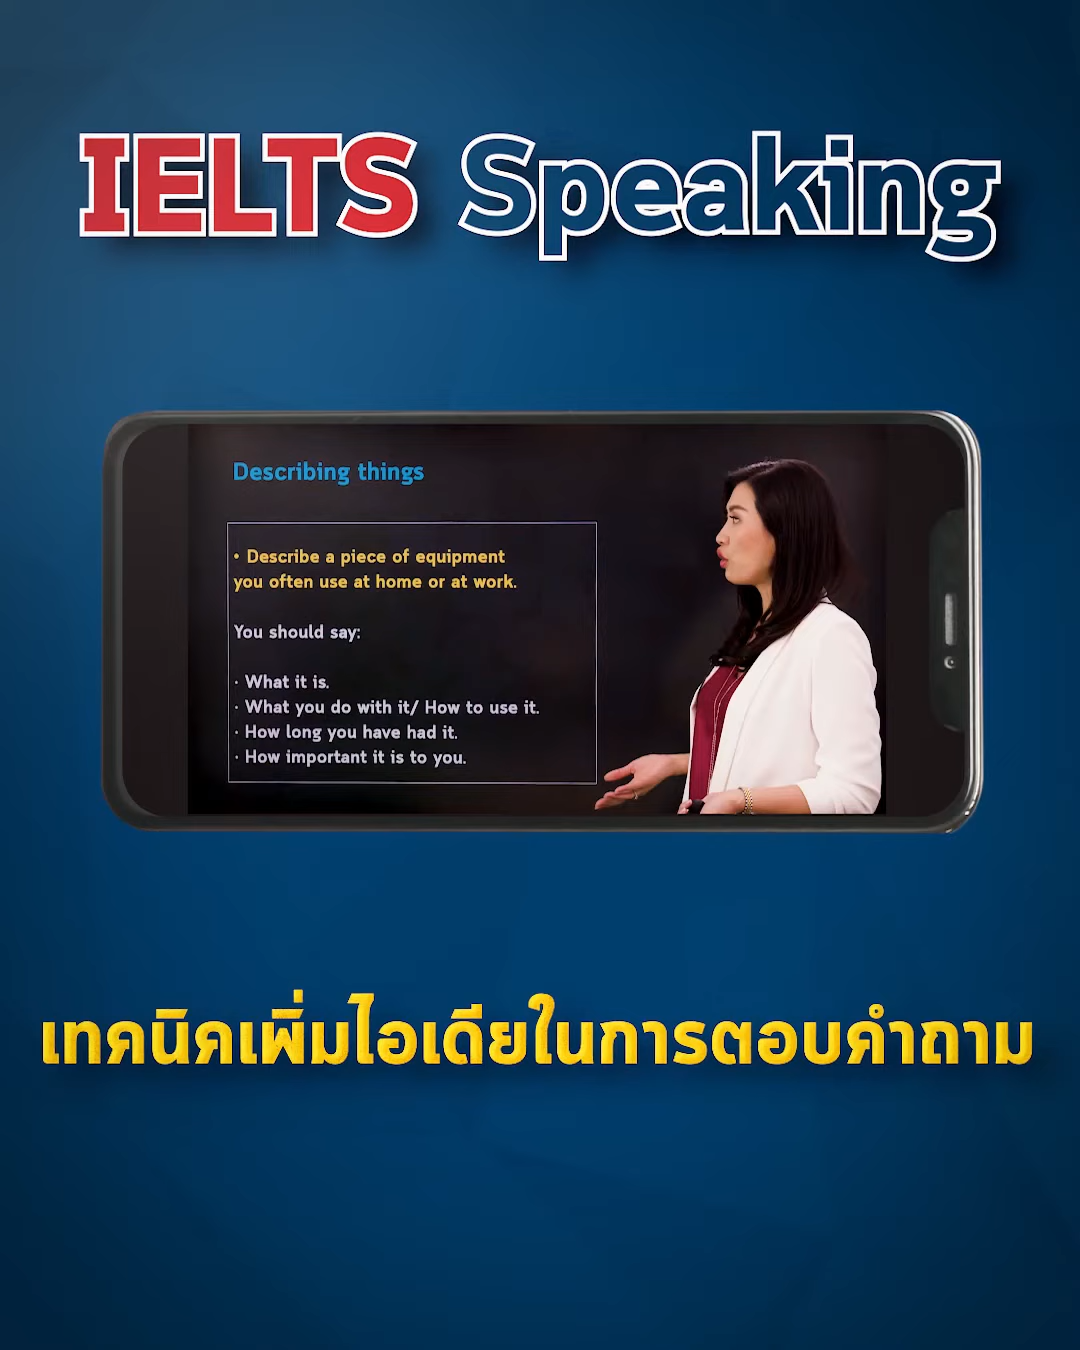 IELTS Speaking
Describing things
• Describe a piece of equipment
you often use at home or at work.
You should say:
· What it is.
· What you do with it/ How to use it.
· How long you have had it.
· How important it is to you.
เทคนิคเพิ่มไอเดียในการตอบคำถาม